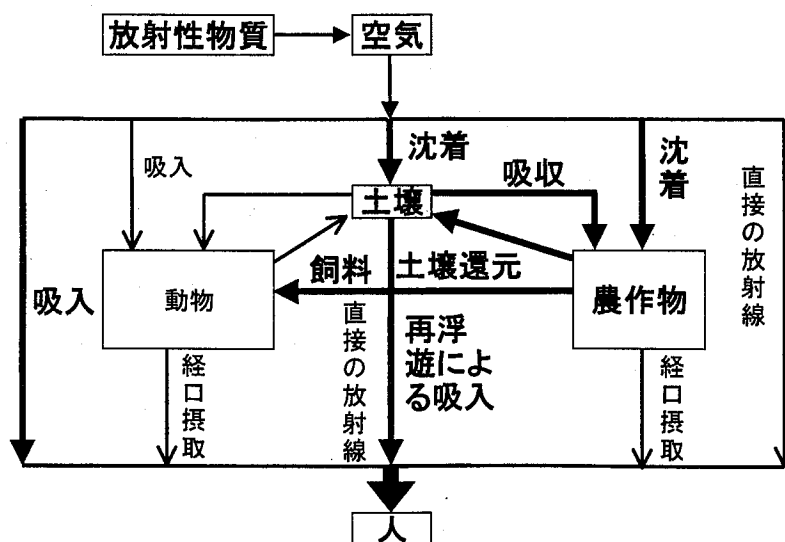 放射性物質
空気
吸入
沈着
吸収
沈着
直接の放射線
土壌
吸入
動物
飼料
土壌還元
農作物
直接の放射線
再浮
遊によ
る吸入
経口摂取
経口摂取
人